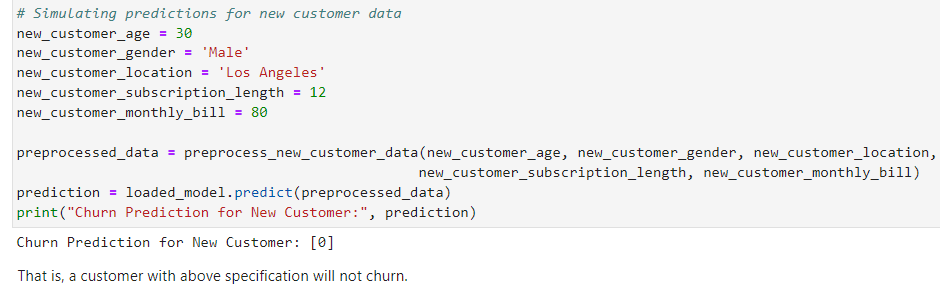 # Simulating predictions for new customer data
new_customer_age = 30
new_customer_gender = 'Male'
new_customer_location = 'Los Angeles'
new_customer_subscription_length = 12
new_customer_monthly_bill = 80
preprocessed_data = preprocess_new_customer_data(new_customer_age, new_customer_gender, new_customer_location,
new_customer_subscription_length, new_customer_monthly_bill)
prediction = loaded_model.predict(preprocessed_data)
print("Churn Prediction for New Customer:", prediction)
Churn Prediction for New Customer: [0]
That is, a customer with above specification will not churn.